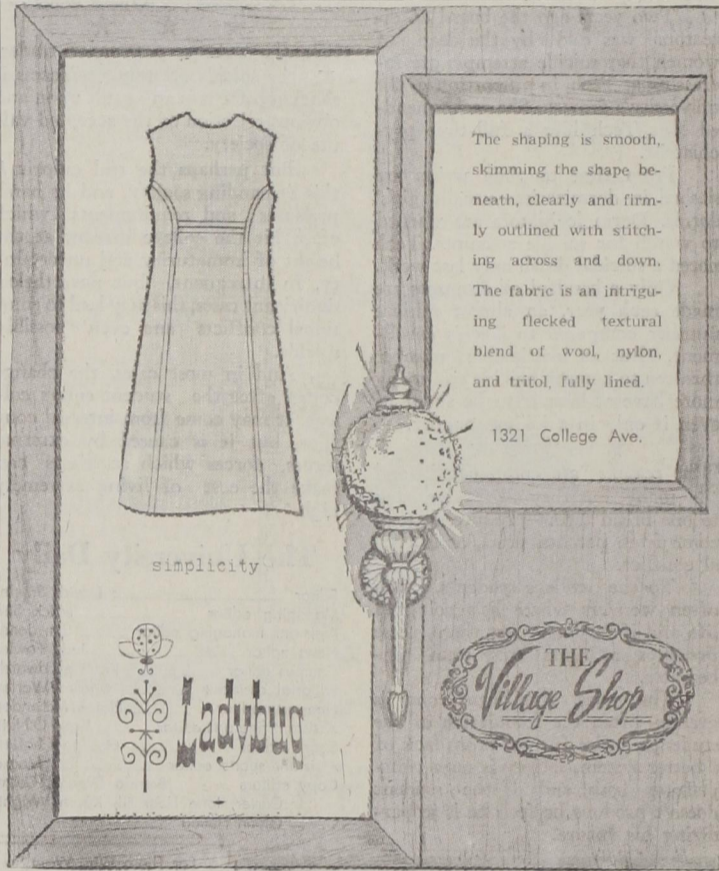 The shaping is smooth,
skimming the shape be-
neath, clearly and firm-
ly outlined with stitch-
ing across and down.
The fabric is an intrigu-
ing flecked textural
blend of wool, nylon,
and tritol, fully lined.
1321 College Ave.
simplicity
Ladybug
THE
Village Shop